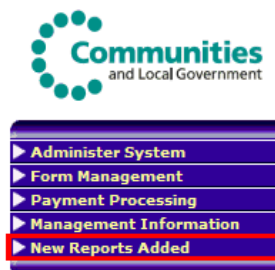 Communities
and Local Government
Administer System
Form Management
Payment Processing
Management Information
New Reports Added